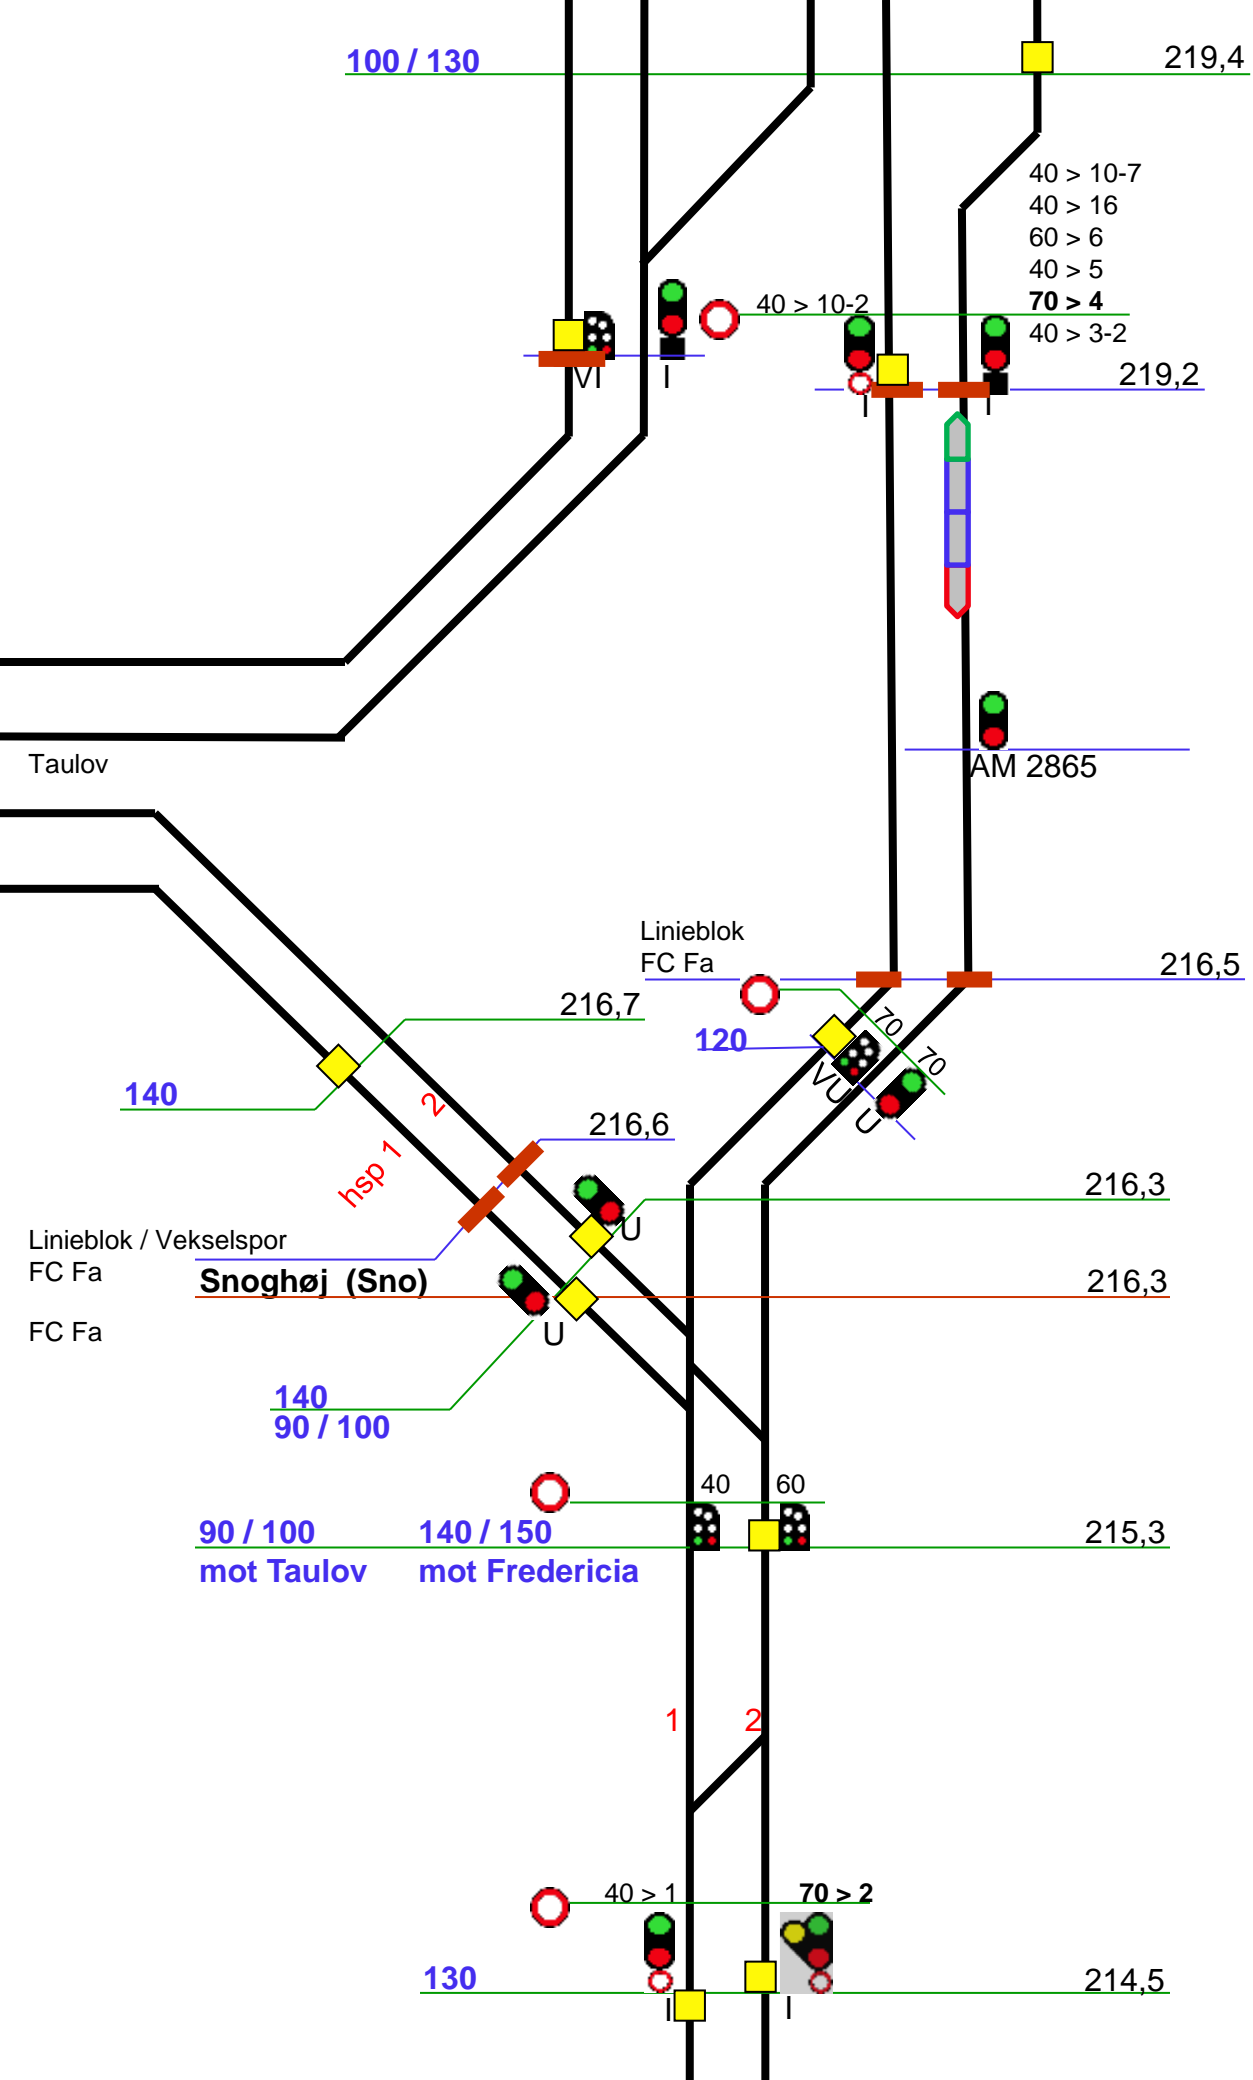 100 / 130
219,4
40 > 10-7
40 > 16
60 > 6
40 > 5
70 > 4
40 > 3-2
40 > 10-2
VI
I
I
I
219,2
Taulov
AM 2865
Linieblok
FC Fa
216,5
216,7
120
70
70
VU
U
140
2
hsp 1
216,6
216,3
U
Linieblok / Vekselspor
FC Fa
Snoghøj (Sno)
216,3
FC Fa
U
140
90 / 100
40
60
90 / 100
mot Taulov
140 / 150
mot Fredericia
215,3
1
2
40 > 1
70 > 2
130
214,5
I
I